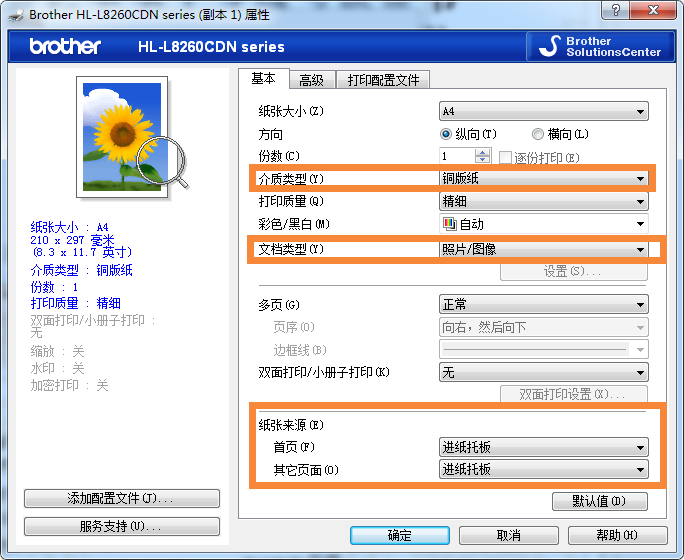 Brother HL-L8260CDN series (副本 1) 属性
brother HL-L8260CDN series
Brother
SolutionsCenter
基本 高级 打印配置文件
纸张大小(Z) A4
方向 纵向(T) 横向(L)
份数(C) 1 逐份打印(E)
介质类型(Y) 铜版纸
打印质量(Q) 精细
彩色/黑白(M) 自动
文档类型(Y) 照片/图像
设置(S)...
多页(G) 正常
页序(O) 向右，然后向下
边框线(B)
双面打印/小册子打印(K) 无
双面打印设置(X)...
纸张来源(E)
首页(F) 进纸托板
其它页面(O) 进纸托板
默认值(D)
纸张大小 : A4
210 x 297 毫米
(8.3 x 11.7 英寸)
介质类型 : 铜版纸
份数 : 1
打印质量 : 精细
双面打印/小册子打印 :
无
缩放 : 关
水印 : 关
加密打印 : 关
添加配置文件(J)...
服务支持(U)...
确定 取消 帮助(H)